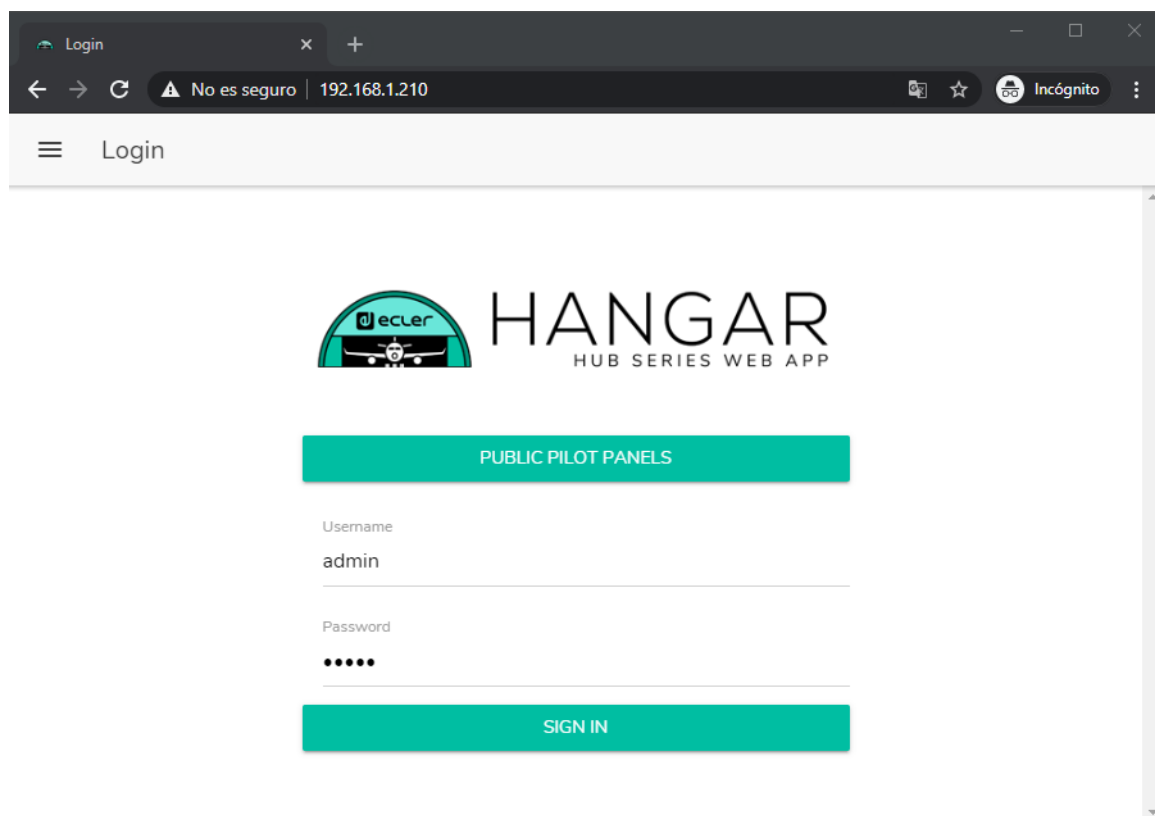 Login
No es seguro 192.168.1.210
Incógnito
Login
ecler
HANGAR
HUB SERIES WEB APP
PUBLIC PILOT PANELS
Username
admin
Password
•••••
SIGN IN